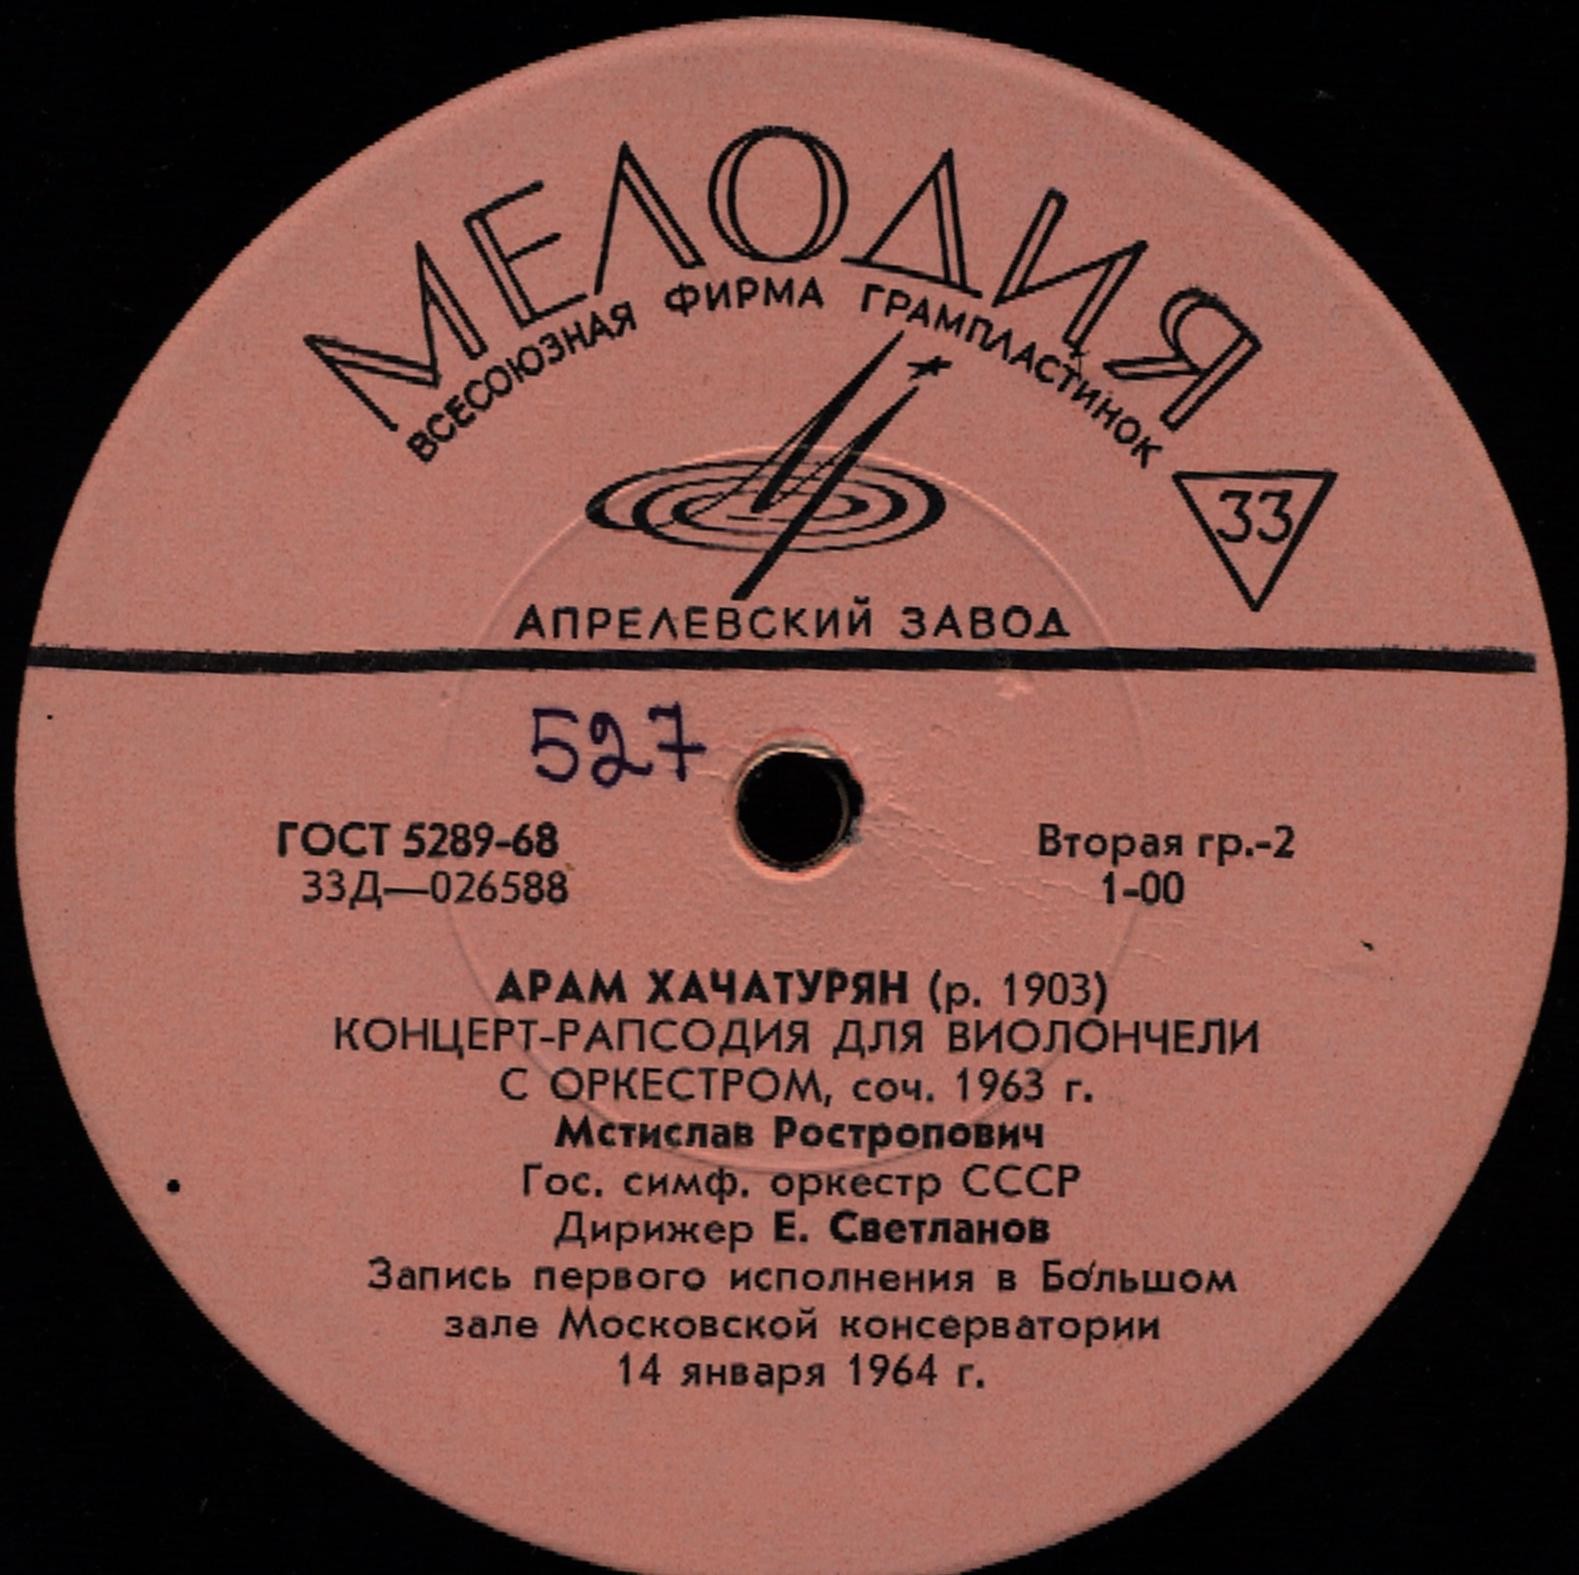 МЕЛОДИЯ
ВСЕСОЮЗНАЯ ФИРМА ГРАМПЛАСТИНОК
33
АПРЕЛЕВСКИЙ ЗАВОД
527
ГОСТ 5289-68
33Д—026588
Вторая гр.-2
1-00
АРАМ ХАЧАТУРЯН (р. 1903)
КОНЦЕРТ-РАПСОДИЯ ДЛЯ ВИОЛОНЧЕЛИ
С ОРКЕСТРОМ, соч. 1963 г.
Мстислав Ростропович
Гос. симф. оркестр СССР
Дирижер Е. Светланов
Запись первого исполнения в Большом
зале Московской консерватории
14 января 1964 г.